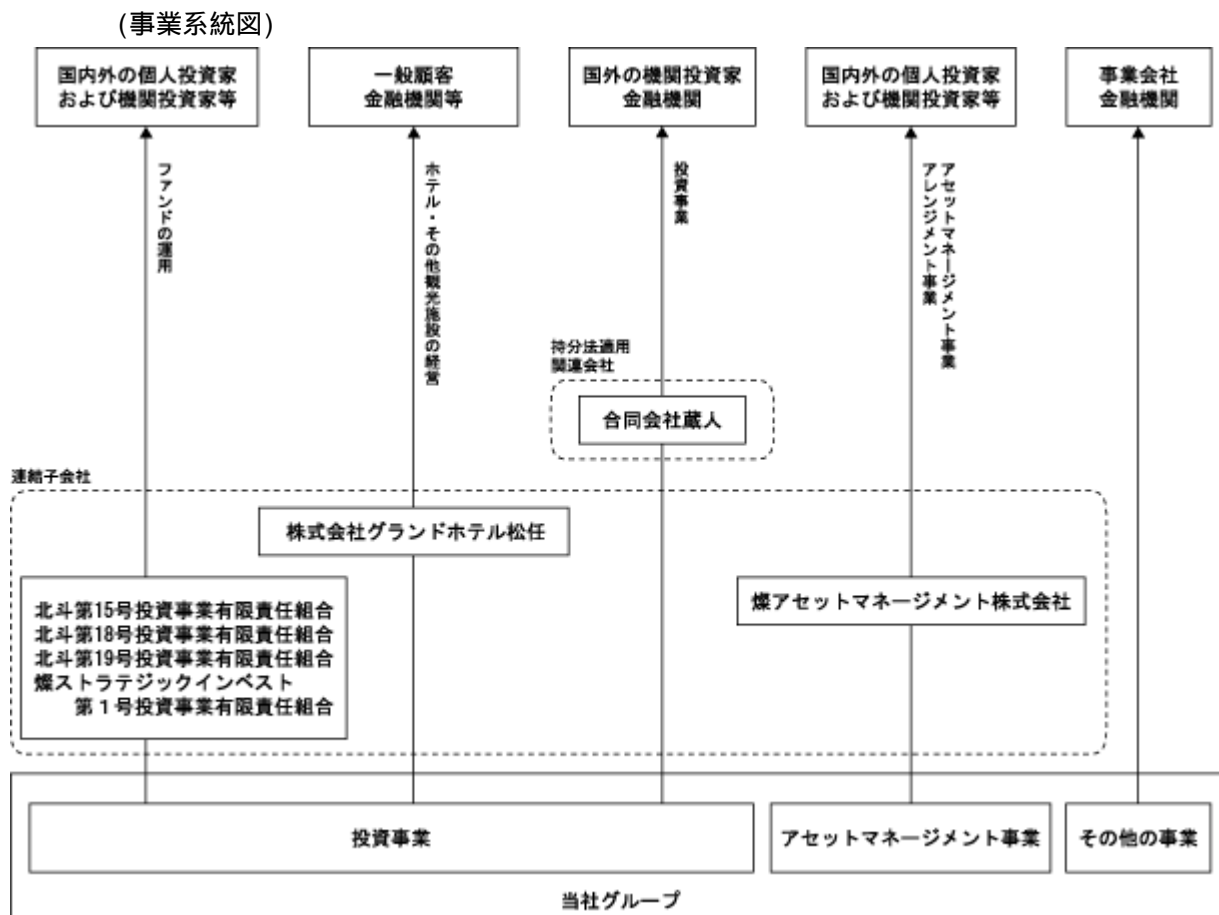 (事業系統図)
国内外の個人投資家
および機関投資家等
一般顧客
金融機関等
国外の機関投資家
金融機関
国内外の個人投資家
および機関投資家等
事業会社
金融機関
ファンドの運用
ホテル・その他観光施設の経営
投資事業
アセットマネージメント事業
アレンジメント事業
持分法適用
関連会社
合同会社蔵人
連結子会社
株式会社グランドホテル松任
北斗第15号投資事業有限責任組合
北斗第18号投資事業有限責任組合
北斗第19号投資事業有限責任組合
燦ストラテジックインベスト
第1号投資事業有限責任組合
燦アセットマネージメント株式会社
投資事業
アセットマネージメント事業
その他の事業
当社グループ